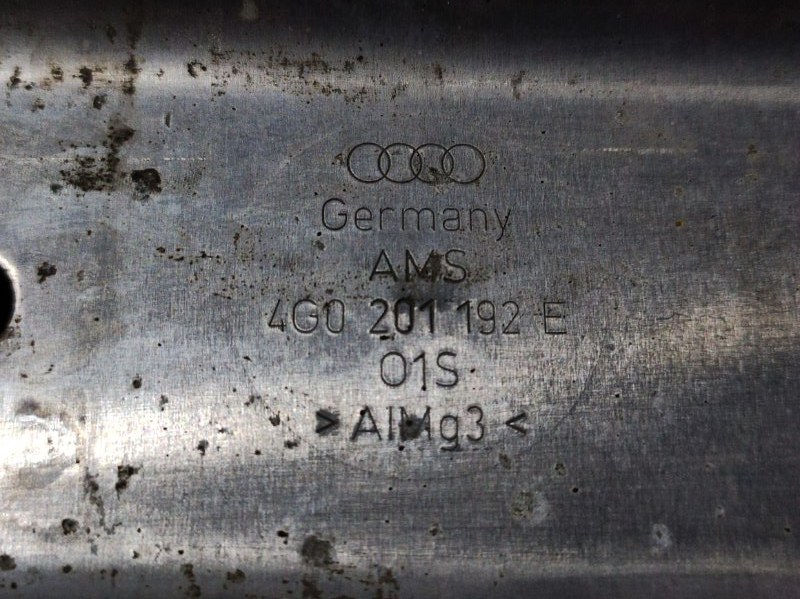 Germany
AMS
4G0 201 192 E
01S
> AlMg3 <